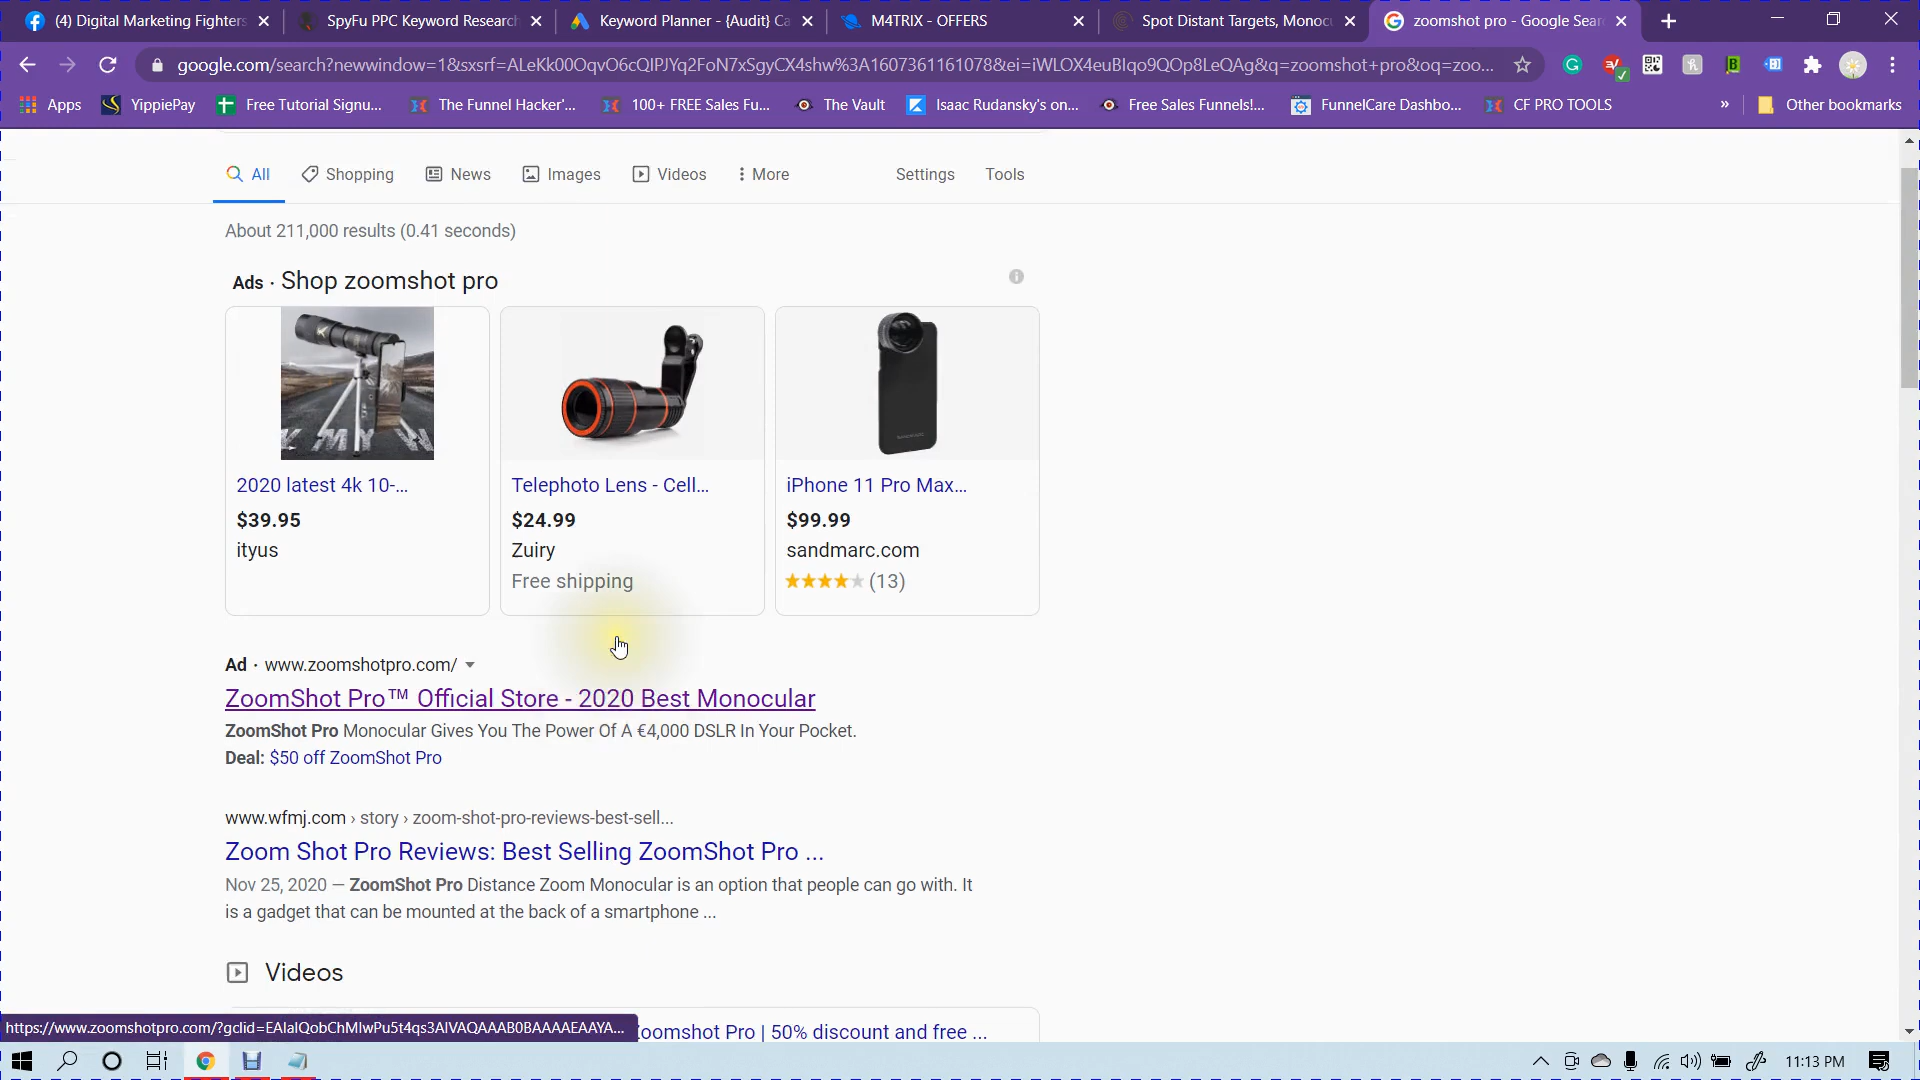 (4) Digital Marketing Fighters
SpyFu PPC Keyword Research
Keyword Planner - {Audit} Ca
M4TRIX - OFFERS
Spot Distant Targets, Monocu
zoomshot pro - Google Sear
google.com/search?newwindow=1&sxsrf=ALeKk00OqvO6cQIPJYq2FoN7xSgyCX4shw%3A1607361161078&ei=iWLOX4euBIqo9QOp8LeQAg&q=zoomshot+pro&oq=zoo...
Apps
YippiePay
Free Tutorial Signu...
The Funnel Hacker'...
100+ FREE Sales Fu...
The Vault
Isaac Rudansky's on...
Free Sales Funnels!...
FunnelCare Dashbo...
CF PRO TOOLS
»
Other bookmarks
All
Shopping
News
Images
Videos
More
Settings
Tools
About 211,000 results (0.41 seconds)
Ads · Shop zoomshot pro
2020 latest 4k 10-...
$39.95
ityus
Telephoto Lens - Cell...
$24.99
Zuiry
Free shipping
iPhone 11 Pro Max...
$99.99
sandmarc.com
(13)
Ad · www.zoomshotpro.com/
ZoomShot Pro™ Official Store - 2020 Best Monocular
ZoomShot Pro Monocular Gives You The Power Of A €4,000 DSLR In Your Pocket.
Deal: $50 off ZoomShot Pro
www.wfmj.com › story › zoom-shot-pro-reviews-best-sell...
Zoom Shot Pro Reviews: Best Selling ZoomShot Pro ...
Nov 25, 2020 — ZoomShot Pro Distance Zoom Monocular is an option that people can go with. It
is a gadget that can be mounted at the back of a smartphone ...
Videos
https://www.zoomshotpro.com/?gclid=EAIaIQobChMIwPu5t4qs3AIVAQAAAB0BAAAAEAAYA...
Zoomshot Pro | 50% discount and free ...
11:13 PM